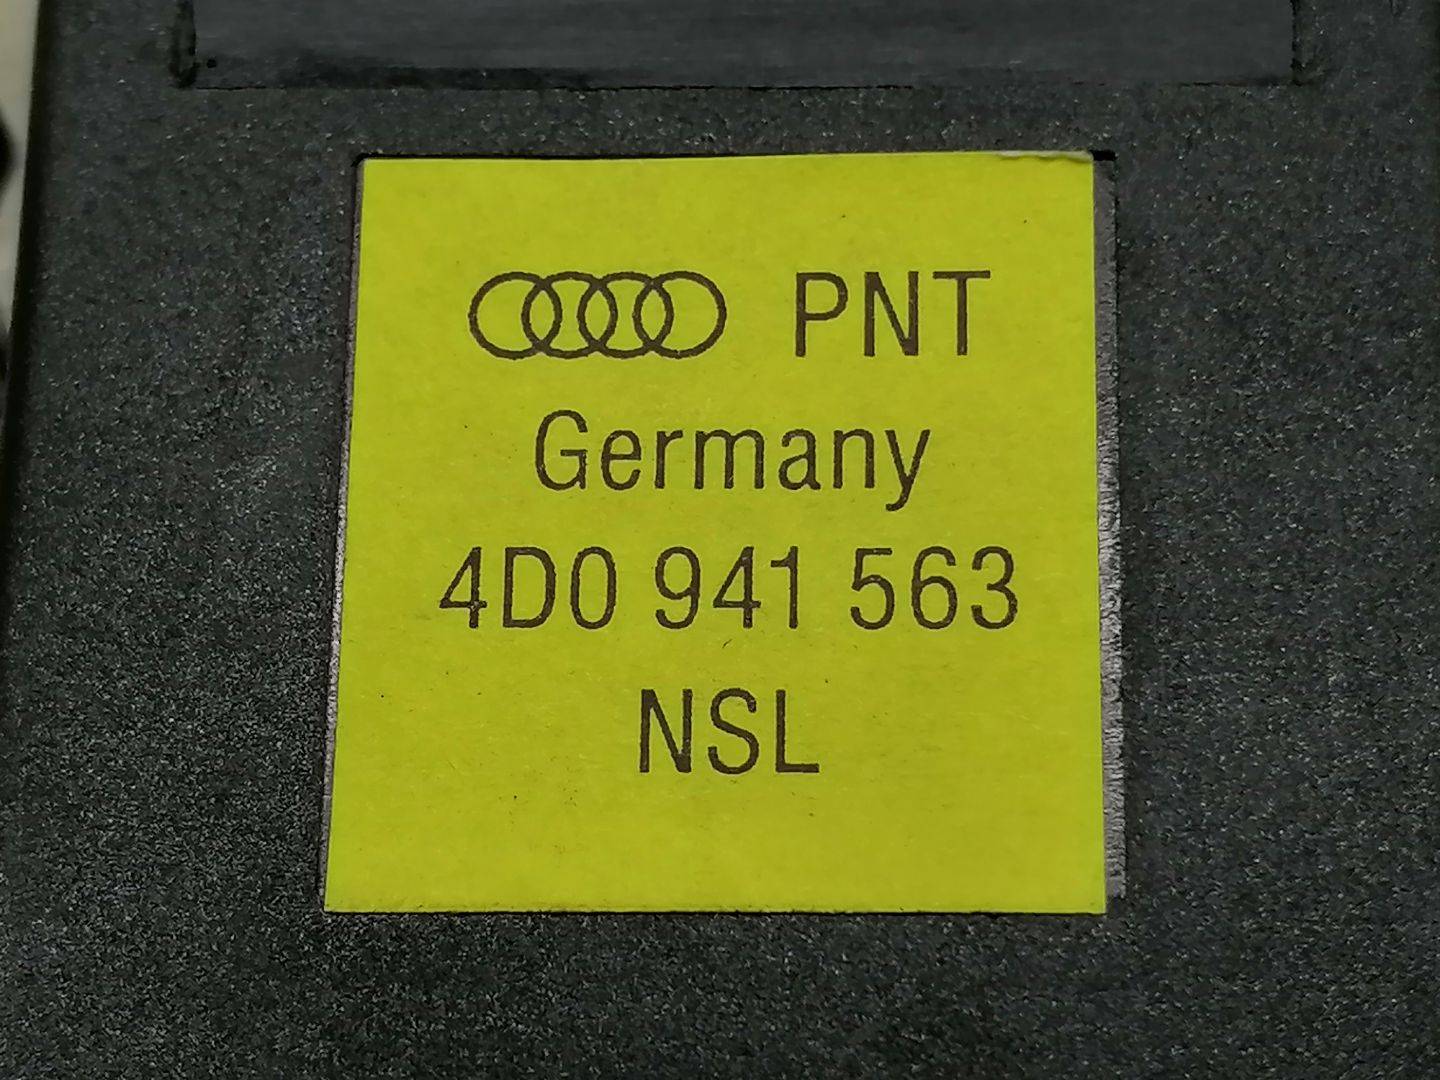 PNT
Germany
4D0 941 563
NSL